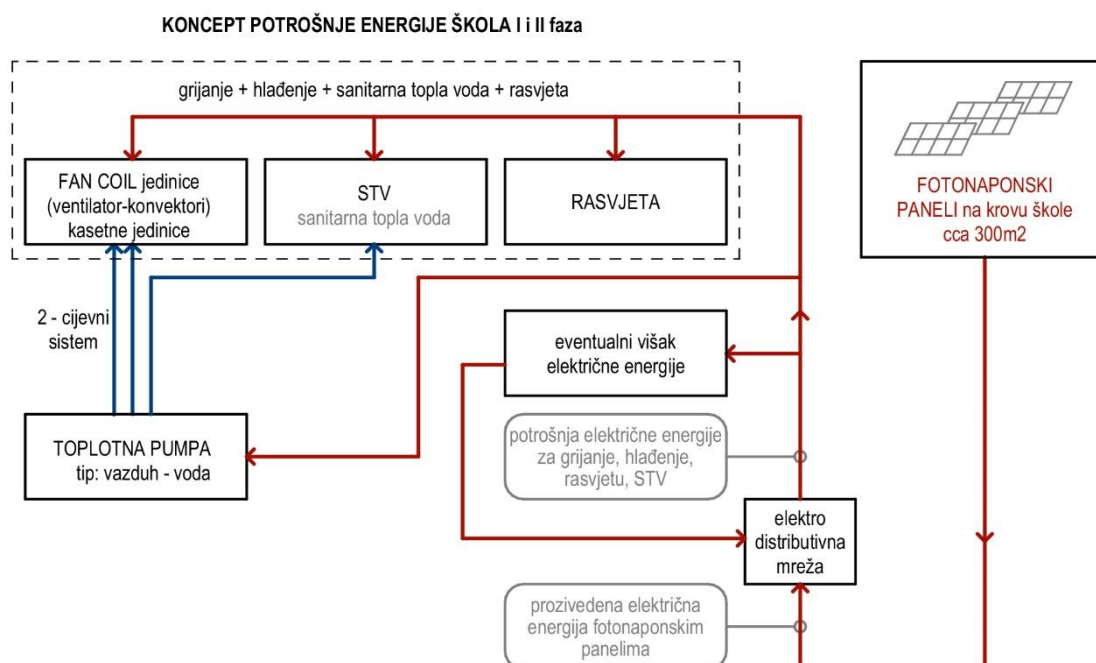 KONCEPT POTROŠNJE ENERGIJE ŠKOLA I i II faza
grijanje + hlađenje + sanitarna topla voda + rasvjeta
FAN COIL jedinice
(ventilator-konvektori)
kasetne jedinice
STV
sanitarna topla voda
RASVJETA
FOTONAPONSKI
PANELI na krovu škole
cca 300m2
2 - cijevni
sistem
eventualni višak
električne energije
TOPLOTNA PUMPA
tip: vazduh - voda
potrošnja električne energije
za grijanje, hlađenje,
rasvjetu, STV
elektro
distributivna
mreža
prozivedena električna
energija fotonaponskim
panelima